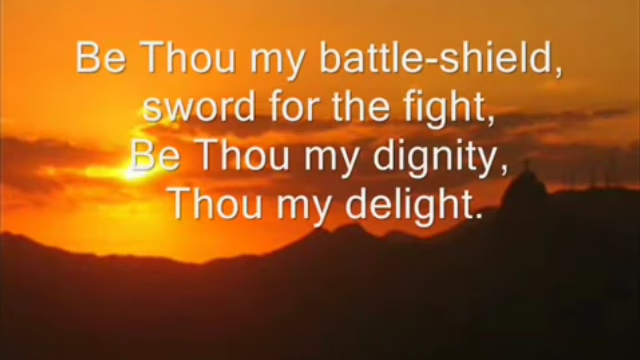 Be Thou my battle-shield,
sword for the fight,
Be Thou my dignity,
Thou my delight.